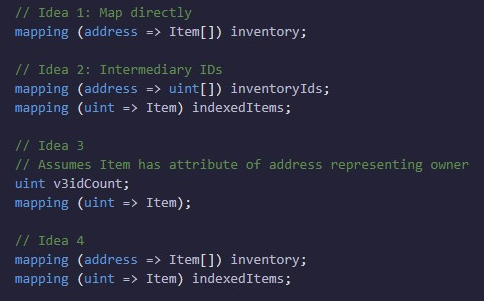 // Idea 1: Map directly
mapping (address => Item[]) inventory;
// Idea 2: Intermediary IDs
mapping (address => uint[]) inventoryIds;
mapping (uint => Item) indexedItems;
// Idea 3
// Assumes Item has attribute of address representing owner
uint v3idCount;
mapping (uint => Item);
// Idea 4
mapping (address => Item[]) inventory;
mapping (uint => Item) indexedItems;